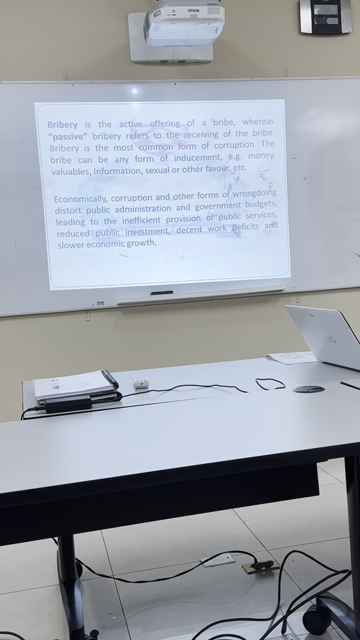 EPSON
Bribery is the active offering of a bribe, whereas
"passive" bribery refers to the receiving of the bribe.
Bribery is the most common form of corruption. The
bribe can be any form of inducement, e.g. money,
valuables, information, sexual or other favour, etc.
Economically, corruption and other forms of wrongdoing
distort public administration and government budgets,
leading to the inefficient provision of public services,
reduced public investment, decent work deficits and
slower economic growth.